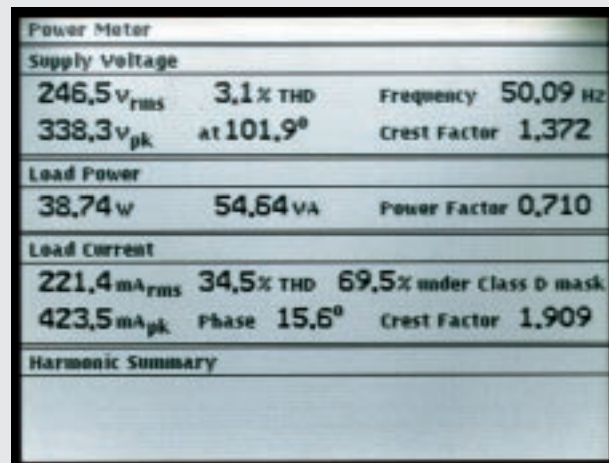 Power Meter
Supply Voltage
246.5 Vrms 3.1% THD Frequency 50.09 Hz
338.3 Vpk at 101.9° Crest Factor 1.372
Load Power
38.74 W 54.64 VA Power Factor 0.710
Load Current
221.4 mArms 34.5% THD 69.5% under Class D mask
423.5 mApk Phase 15.6° Crest Factor 1.909
Harmonic Summary